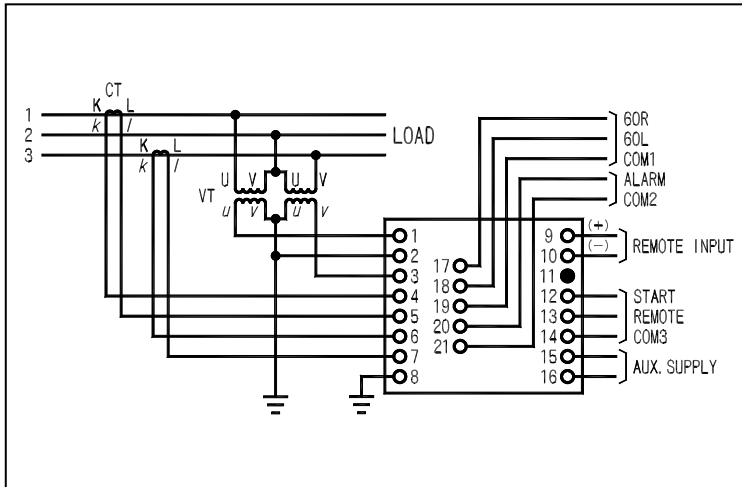 CT
K L
1
k l
2
LOAD
K L
3
k l
U V U V
VT
u v u v
60R
60L
COM1
ALARM
COM2
1
2
3
4
5
6
7
8
17
18
19
20
21
9 (+)
10 (-)
REMOTE INPUT
11
12 START
13 REMOTE
14 COM3
15
16
AUX. SUPPLY